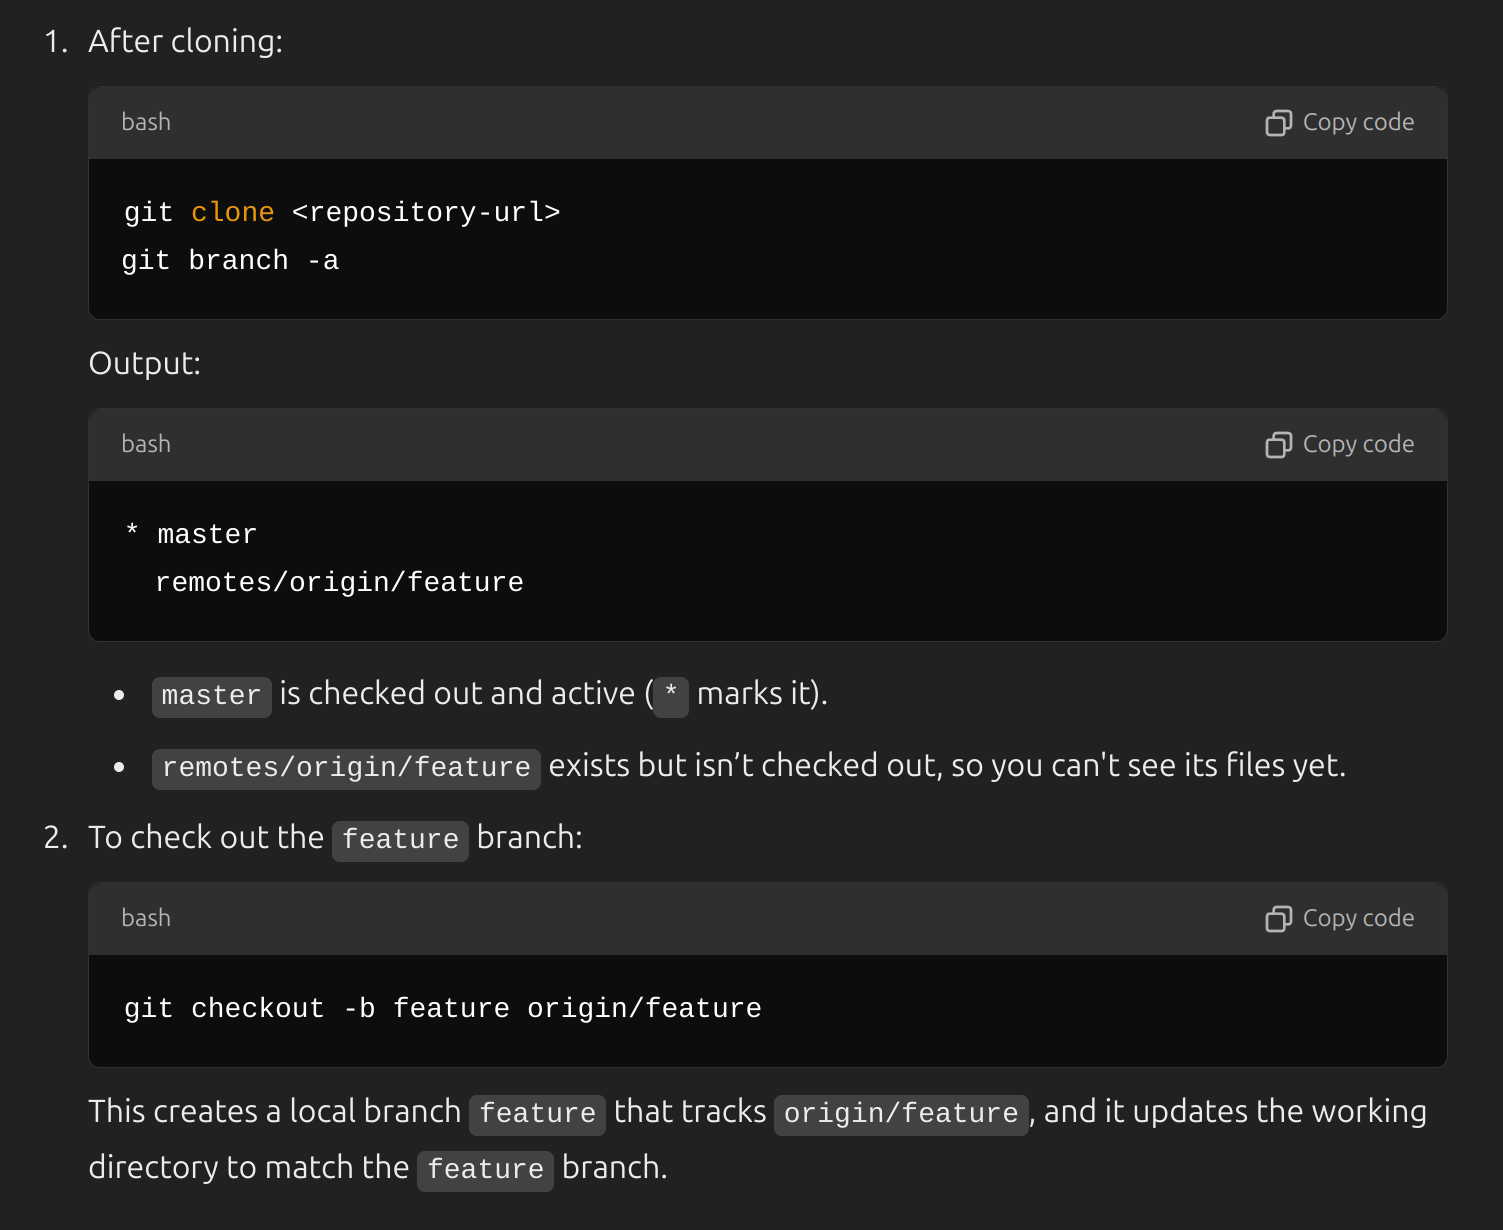 1. After cloning:
bash Copy code
git clone <repository-url>
git branch -a
Output:
bash Copy code
* master
remotes/origin/feature
• master is checked out and active (* marks it).
• remotes/origin/feature exists but isn’t checked out, so you can't see its files yet.
2. To check out the feature branch:
bash Copy code
git checkout -b feature origin/feature
This creates a local branch feature that tracks origin/feature, and it updates the working
directory to match the feature branch.